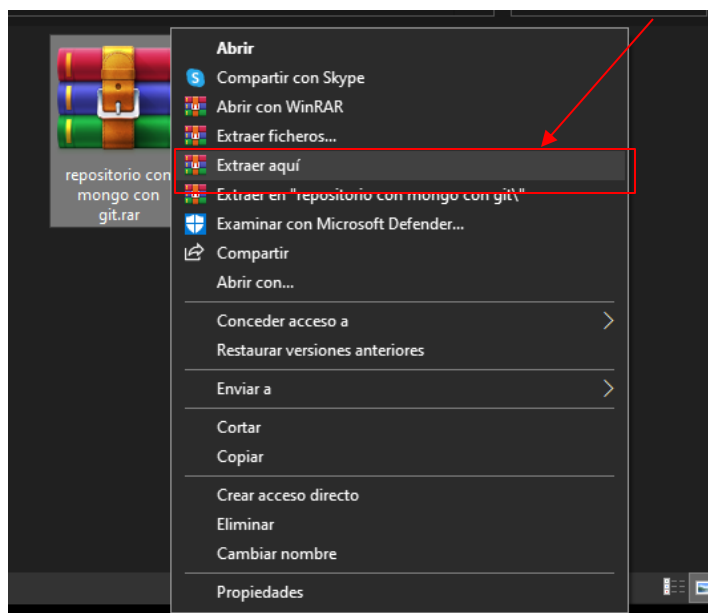 repositorio con
mongo con
git.rar
Abrir
Compartir con Skype
Abrir con WinRAR
Extraer ficheros...
Extraer aquí
Extraer en "repositorio con mongo con git\"
Examinar con Microsoft Defender...
Compartir
Abrir con...
Conceder acceso a
Restaurar versiones anteriores
Enviar a
Cortar
Copiar
Crear acceso directo
Eliminar
Cambiar nombre
Propiedades